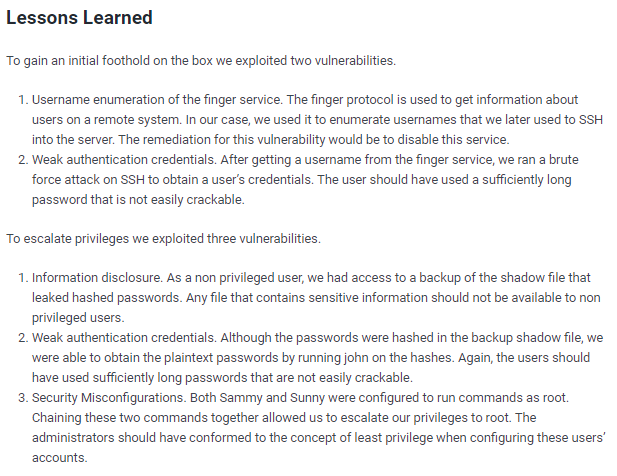 Lessons Learned
To gain an initial foothold on the box we exploited two vulnerabilities.
1. Username enumeration of the finger service. The finger protocol is used to get information about
users on a remote system. In our case, we used it to enumerate usernames that we later used to SSH
into the server. The remediation for this vulnerability would be to disable this service.
2. Weak authentication credentials. After getting a username from the finger service, we ran a brute
force attack on SSH to obtain a user's credentials. The user should have used a sufficiently long
password that is not easily crackable.
To escalate privileges we exploited three vulnerabilities.
1. Information disclosure. As a non privileged user, we had access to a backup of the shadow file that
leaked hashed passwords. Any file that contains sensitive information should not be available to non
privileged users.
2. Weak authentication credentials. Although the passwords were hashed in the backup shadow file, we
were able to obtain the plaintext passwords by running john on the hashes. Again, the users should
have used sufficiently long passwords that are not easily crackable.
3. Security Misconfigurations. Both Sammy and Sunny were configured to run commands as root.
Chaining these two commands together allowed us to escalate our privileges to root. The
administrators should have conformed to the concept of least privilege when configuring these users'
accounts.